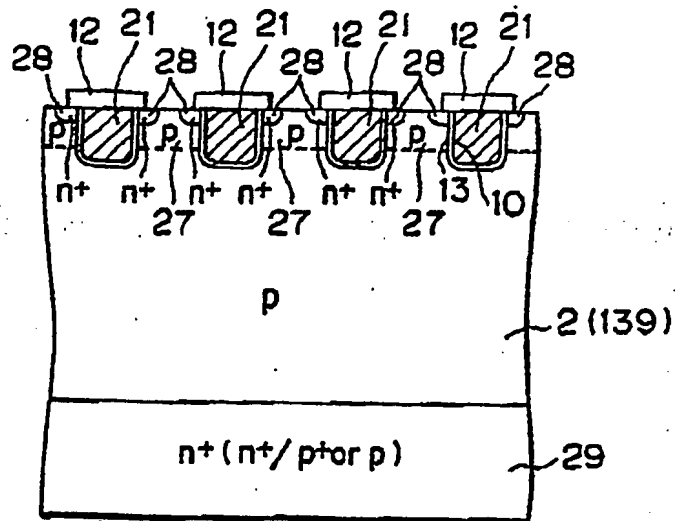 12 21 12 21 12 21 12 21
28 28 28 28 28
p p p p
n+ n+ n+ n+ n+ n+ 13 10
27 27 27 27
p
2 (139)
n+ (n+/p+ or p)
29